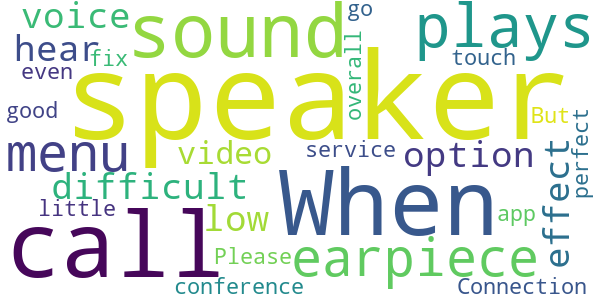 voice
sound
go
plays
hear
fix
overall
touch
even
speaker
good
But
menu
video
service
option
perfect
effect
difficult
When
little
low
app
call
Please
earpiece
conference
Connection